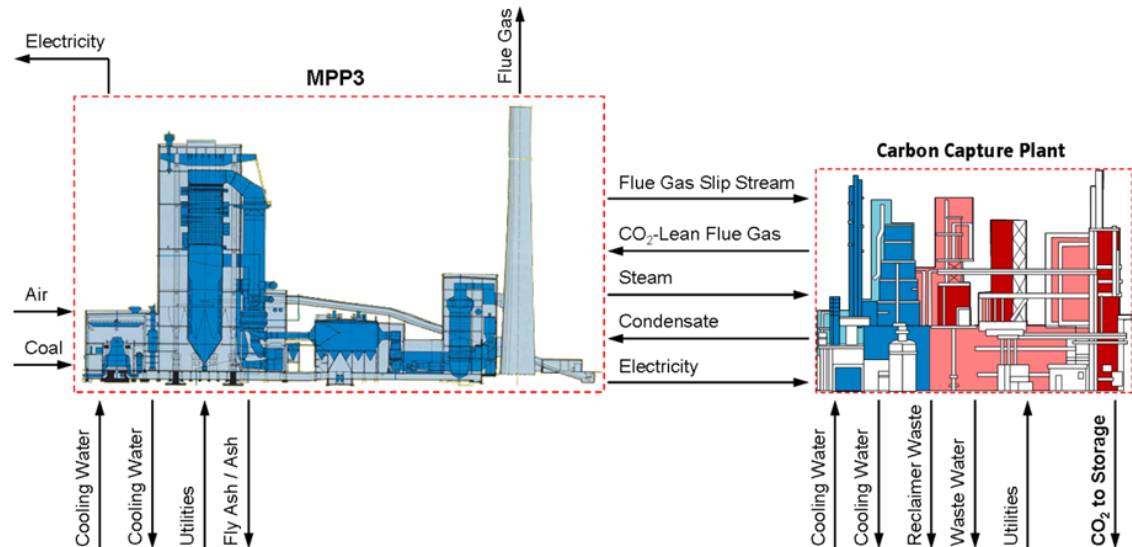 Electricity
Flue Gas
MPP3
Carbon Capture Plant
Flue Gas Slip Stream
CO₂-Lean Flue Gas
Steam
Condensate
Electricity
Air
Coal
Cooling Water
Cooling Water
Utilities
Fly Ash / Ash
Cooling Water
Cooling Water
Reclaimer Waste
Waste Water
Utilities
CO₂ to Storage